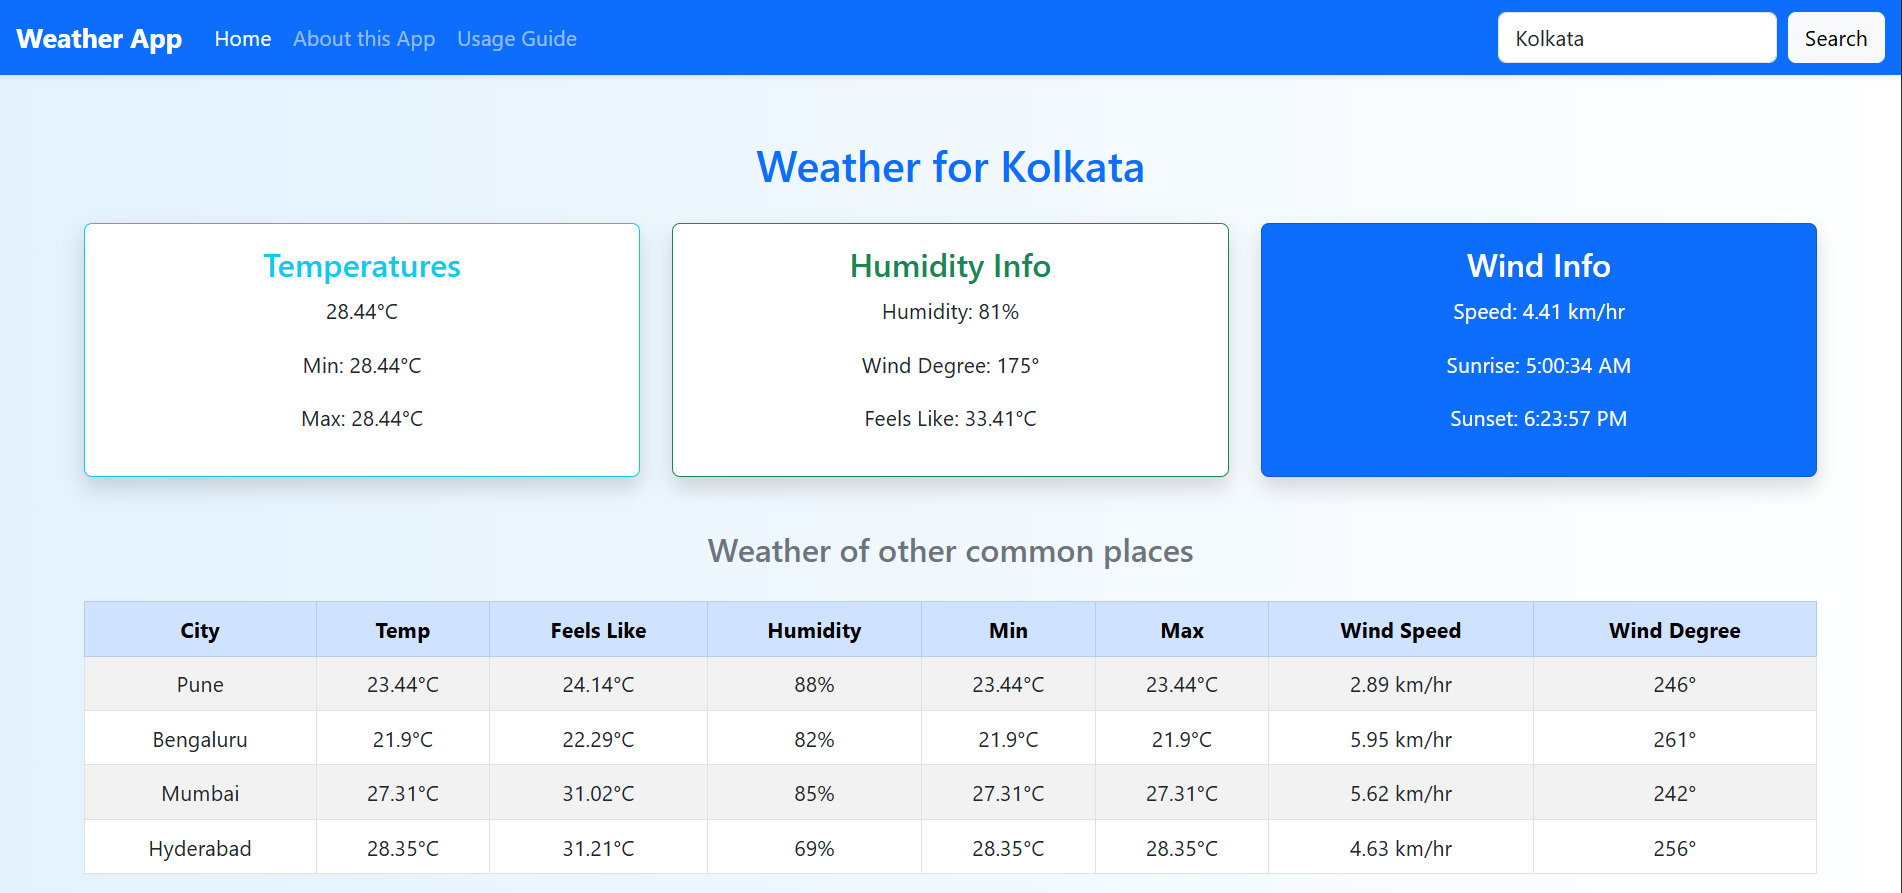 Weather App Home About this App Usage Guide Kolkata Search
Weather for Kolkata
Temperatures
28.44°C
Min: 28.44°C
Max: 28.44°C
Humidity Info
Humidity: 81%
Wind Degree: 175°
Feels Like: 33.41°C
Wind Info
Speed: 4.41 km/hr
Sunrise: 5:00:34 AM
Sunset: 6:23:57 PM
Weather of other common places
City Temp Feels Like Humidity Min Max Wind Speed Wind Degree
Pune 23.44°C 24.14°C 88% 23.44°C 23.44°C 2.89 km/hr 246°
Bengaluru 21.9°C 22.29°C 82% 21.9°C 21.9°C 5.95 km/hr 261°
Mumbai 27.31°C 31.02°C 85% 27.31°C 27.31°C 5.62 km/hr 242°
Hyderabad 28.35°C 31.21°C 69% 28.35°C 28.35°C 4.63 km/hr 256°